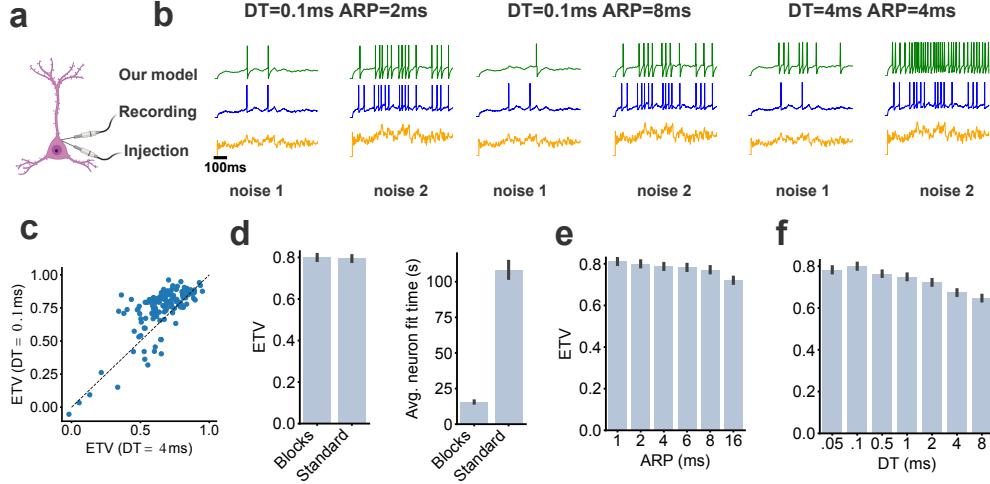 a
b
DT=0.1ms ARP=2ms
DT=0.1ms ARP=8ms
DT=4ms ARP=4ms
Our model
Recording
Injection
100ms
noise 1
noise 2
noise 1
noise 2
noise 1
noise 2
c
ETV (DT = 0.1ms)
1.00
0.75
0.50
0.25
0.00
0.0
0.5
1.0
ETV (DT = 4ms)
d
ETV
0.8
0.6
0.4
0.2
0.0
Blocks
Standard
Avg. neuron fit time (s)
100
50
0
Blocks
Standard
e
ETV
0.8
0.6
0.4
0.2
0.0
1 2 4 6 8 16
ARP (ms)
f
0.8
0.6
0.4
0.2
0.0
.05 .1 0.5 1 2 4 8
DT (ms)